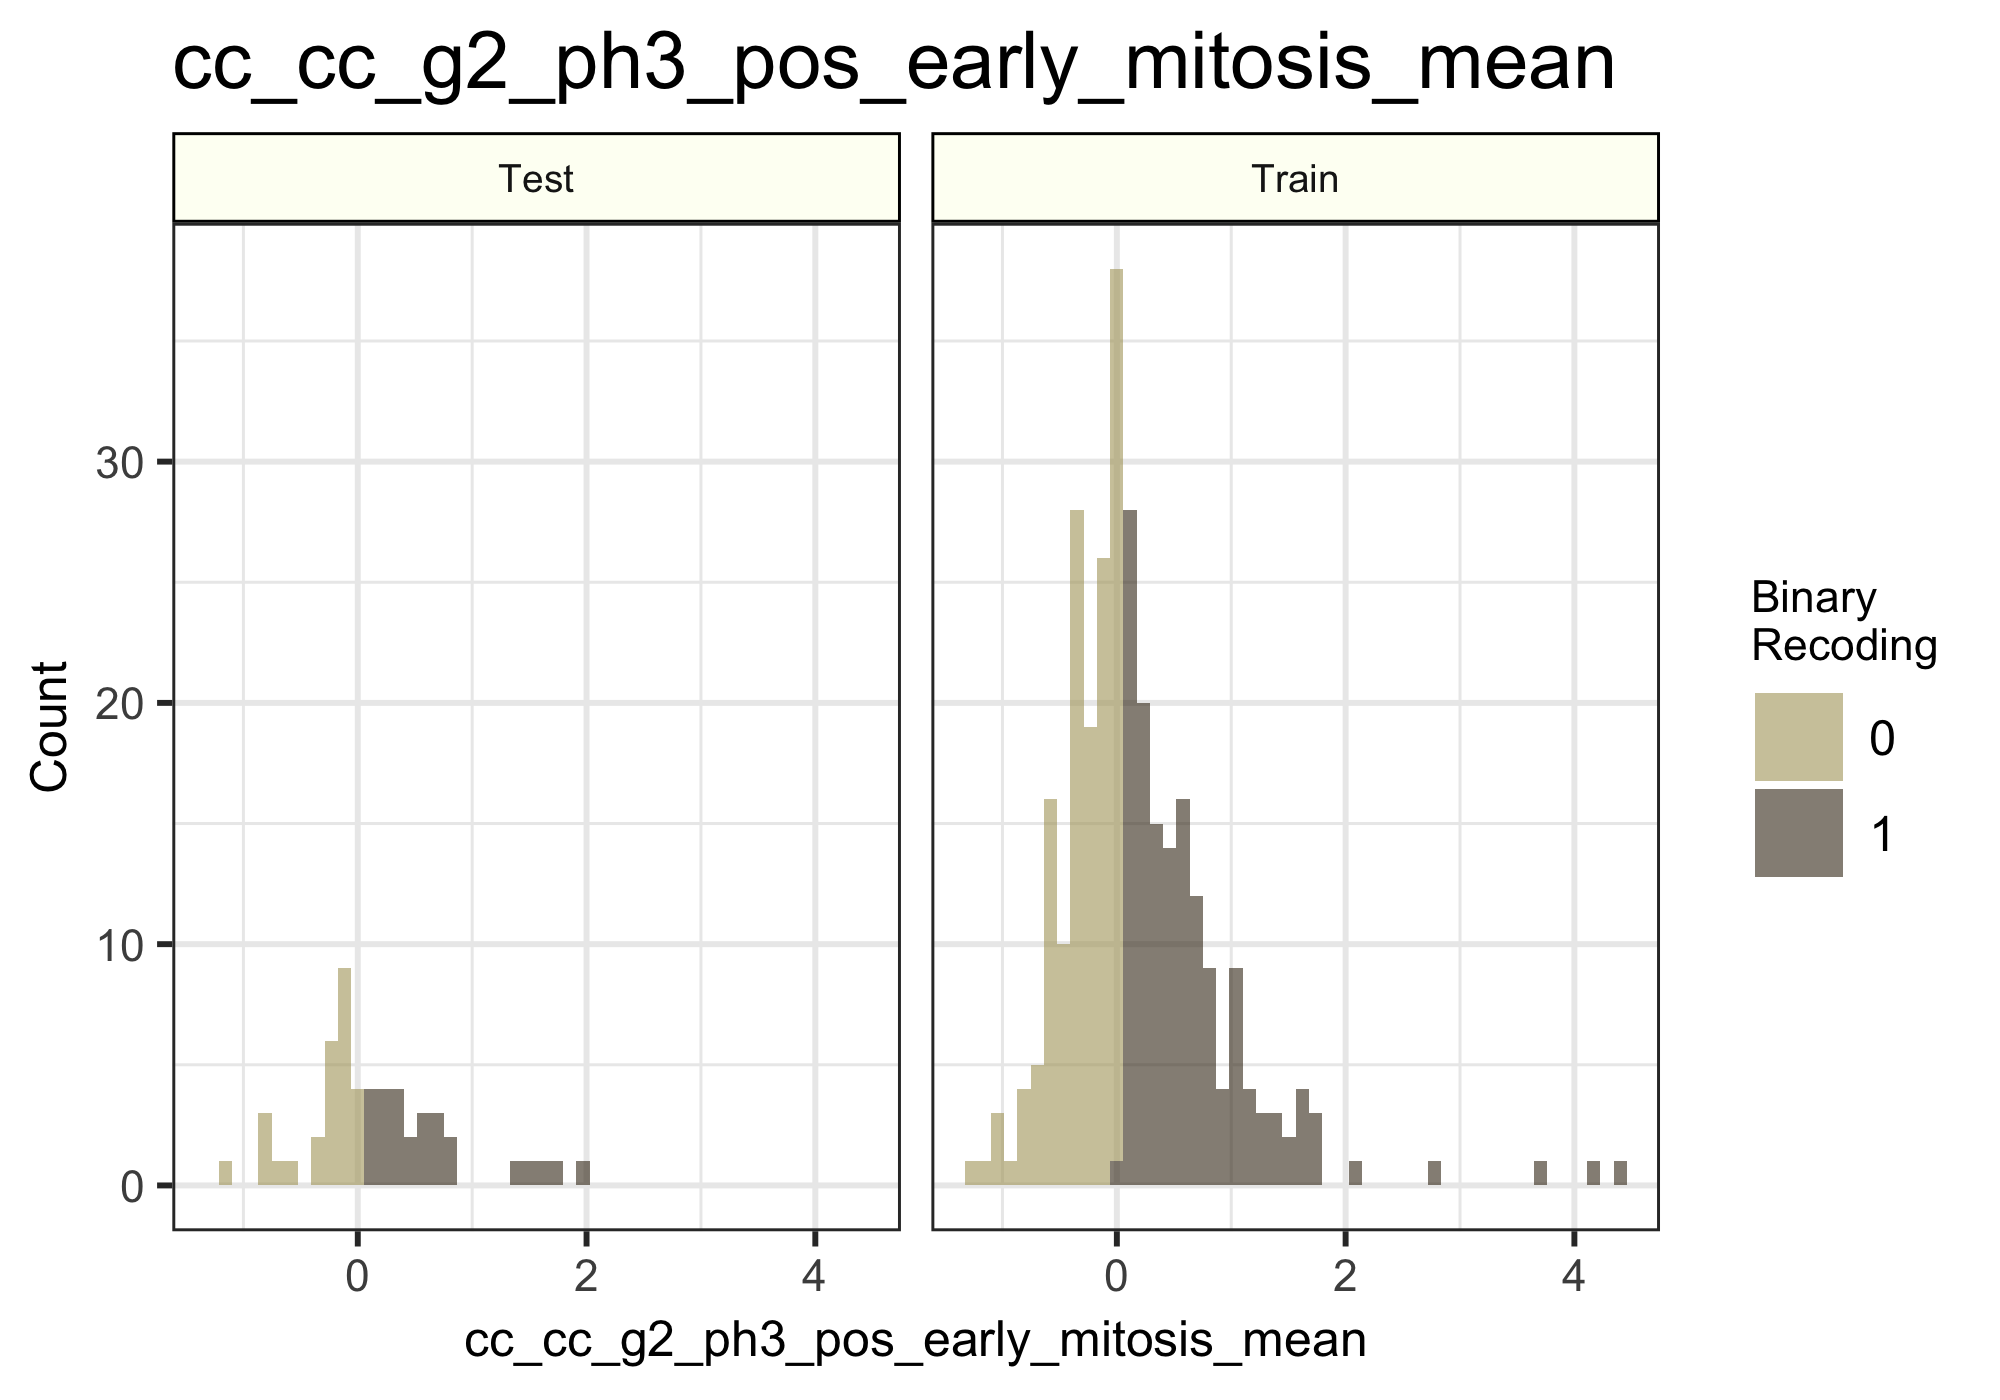 cc_cc_g2_ph3_pos_early_mitosis_mean
Test
Train
Count
30
20
10
0
0
2
4
0
2
4
cc_cc_g2_ph3_pos_early_mitosis_mean
Binary
Recoding
0
1